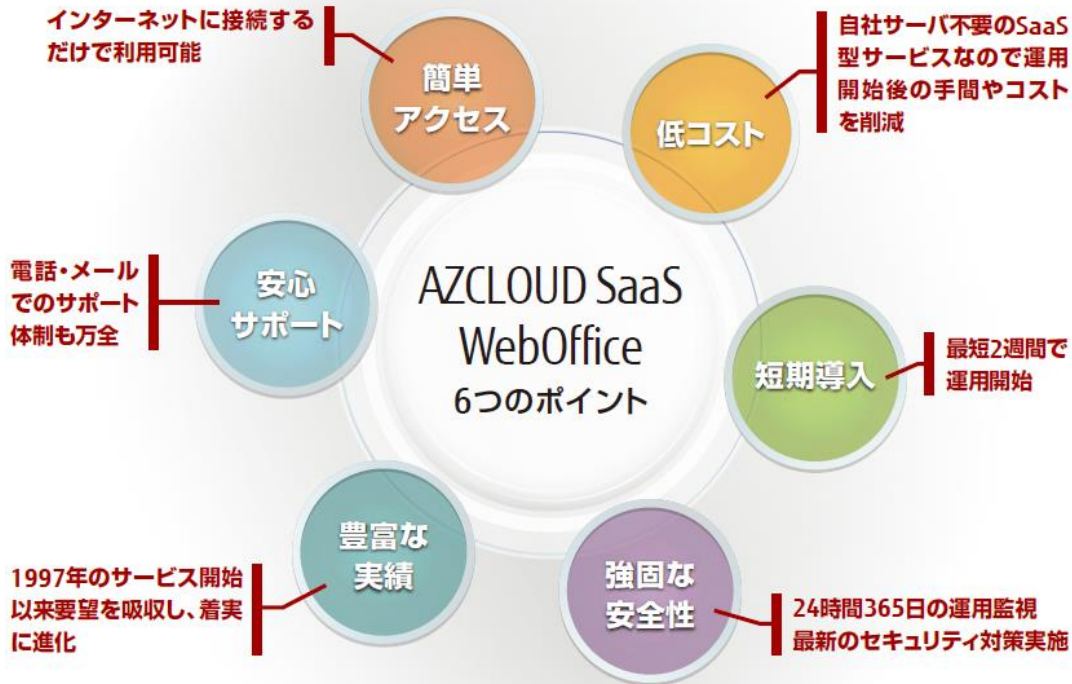 インターネットに接続する
だけで利用可能
簡単
アクセス
自社サーバ不要のSaaS
型サービスなので運用
開始後の手間やコスト
を削減
低コスト
電話・メール
でのサポート
体制も万全
安心
サポート
AZCLOUD SaaS
WebOffice
6つのポイント
短期導入
最短2週間で
運用開始
豊富な
実績
1997年のサービス開始
以来要望を吸収し、着実
に進化
強固な
安全性
24時間365日の運用監視
最新のセキュリティ対策実施